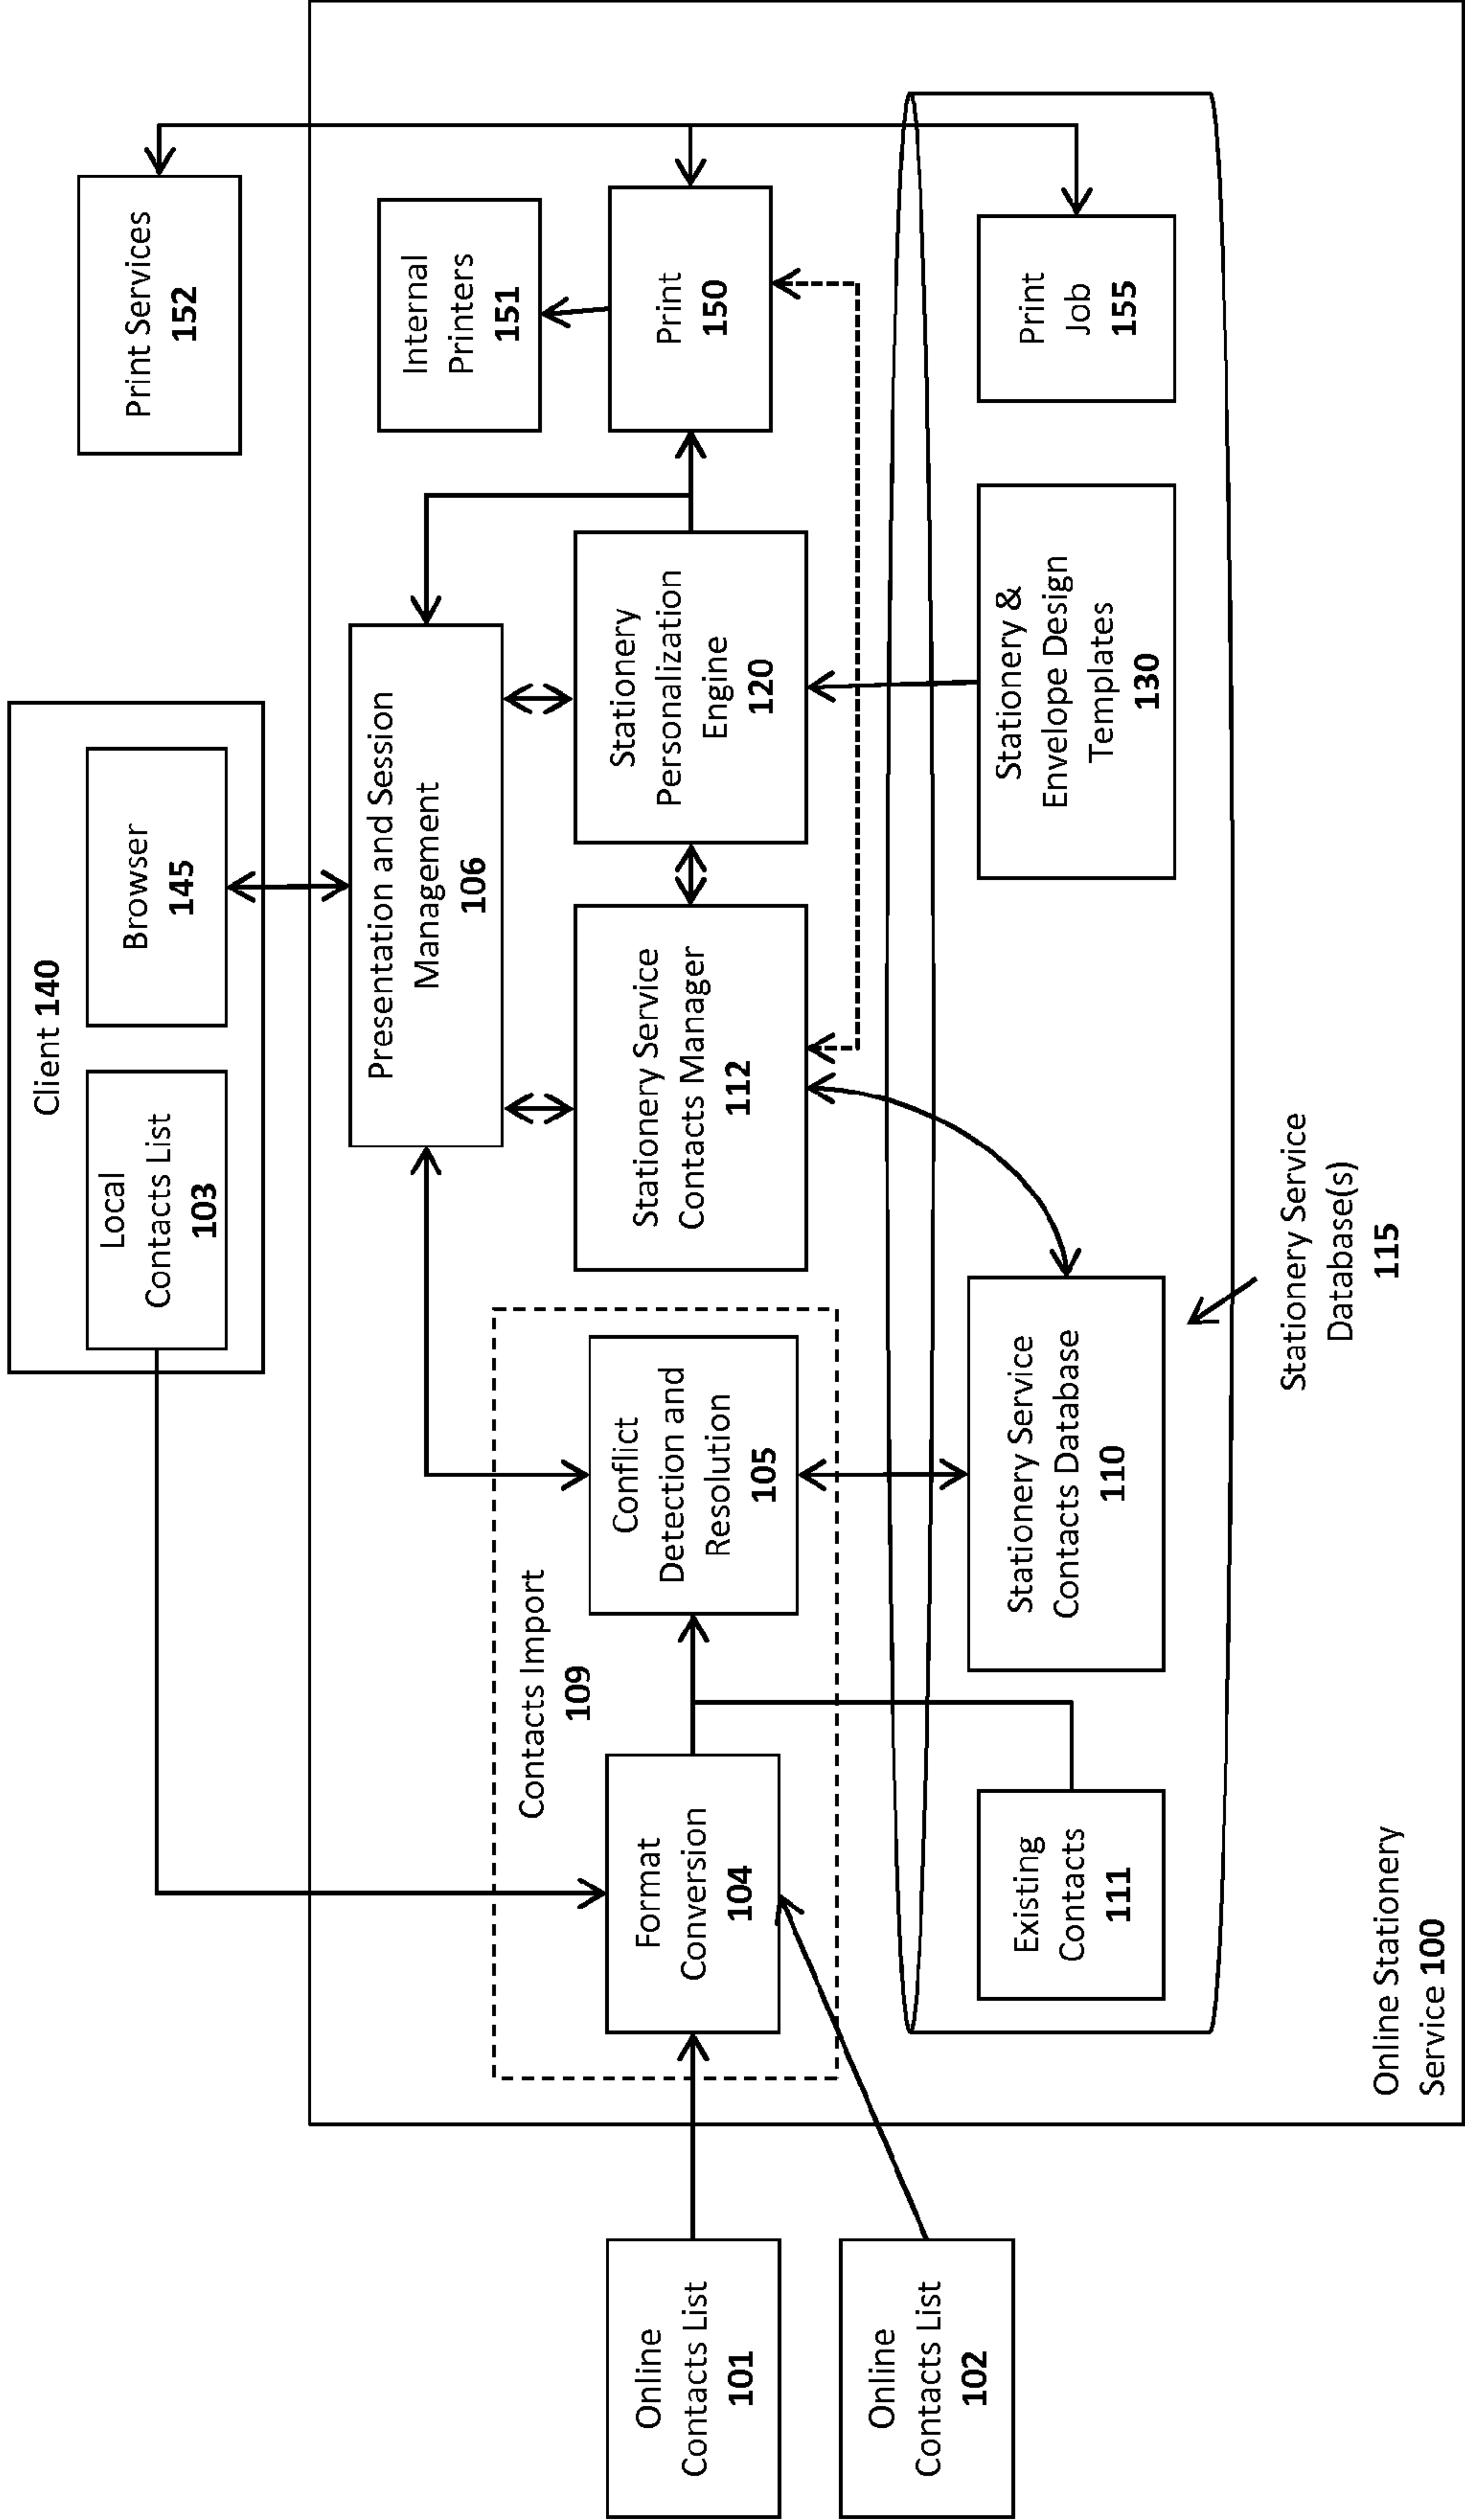 Client 140
Local
Contacts List
103
Browser
145
Print Services
152
Presentation and Session
Management
106
Internal
Printers
151
Contacts Import
109
Online
Contacts List
101
Format
Conversion
104
Conflict
Detection and
Resolution
105
Stationery Service
Contacts Manager
112
Stationery
Personalization
Engine
120
Print
150
Online
Contacts List
102
Existing
Contacts
111
Stationery Service
Contacts Database
110
Stationery &
Envelope Design
Templates
130
Print
Job
155
Stationery Service
Database(s)
115
Online Stationery
Service 100